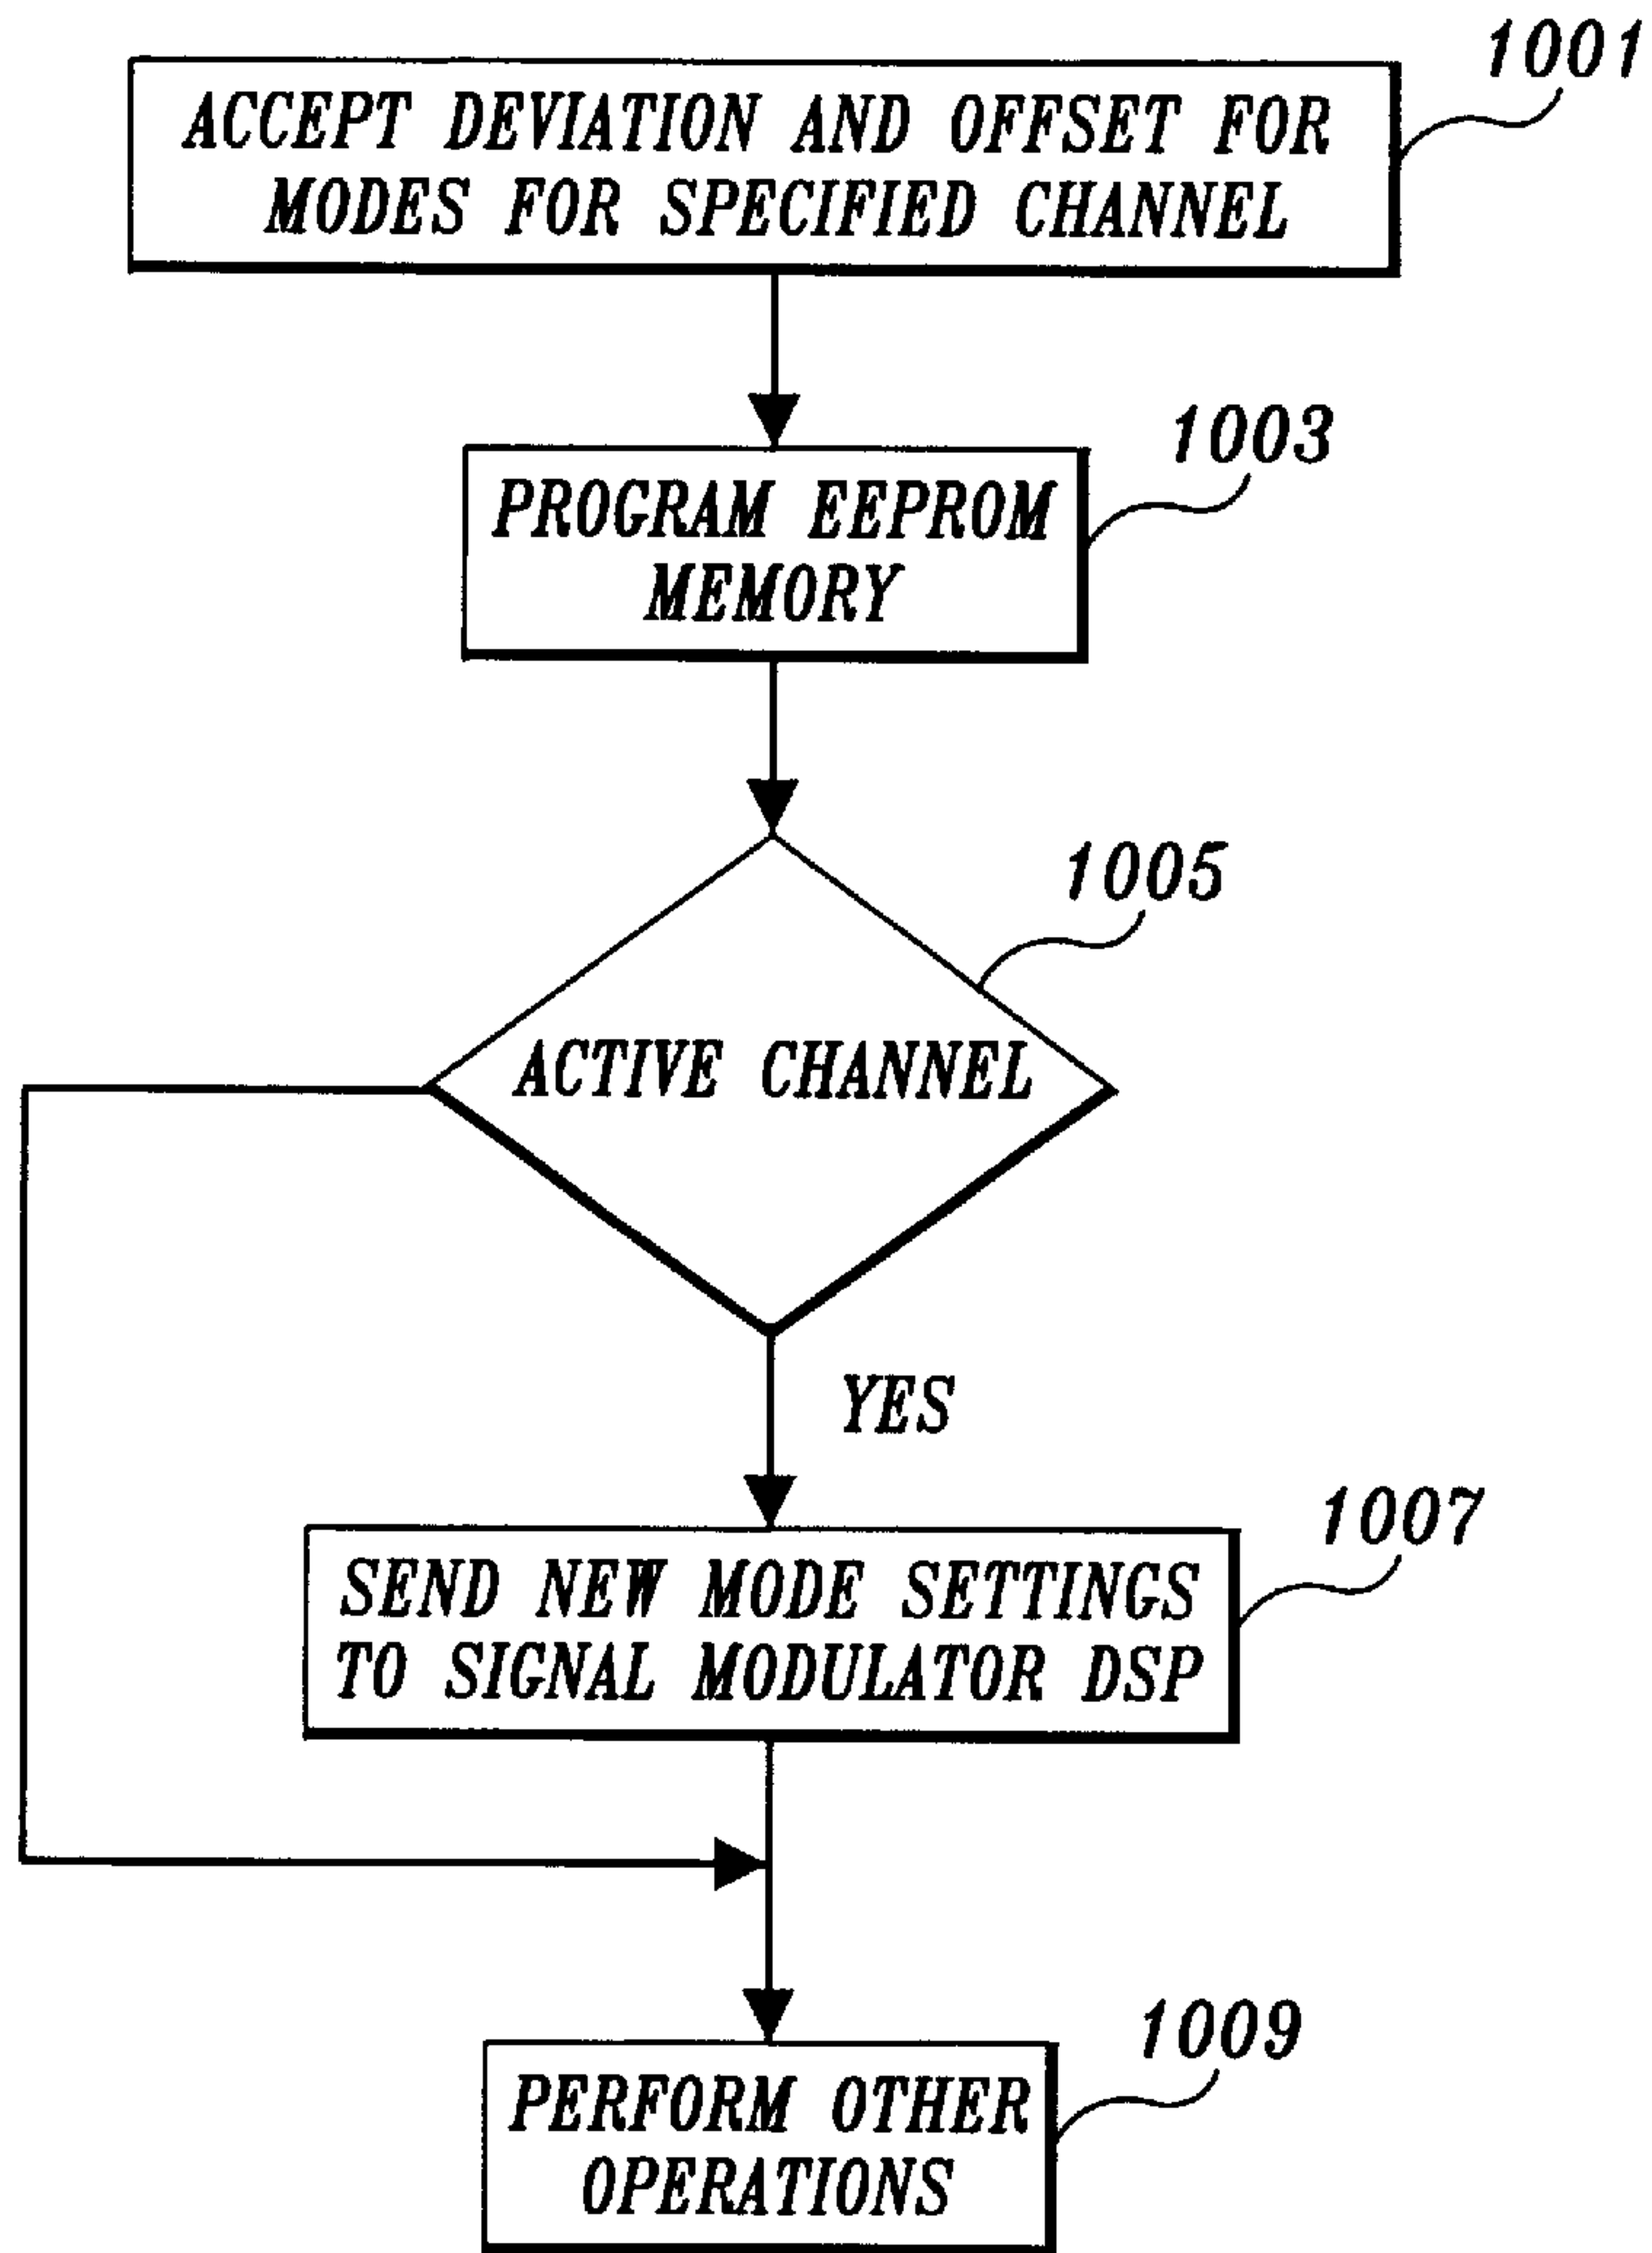 1001
ACCEPT DEVIATION AND OFFSET FOR
MODES FOR SPECIFIED CHANNEL
1003
PROGRAM EEPROM
MEMORY
1005
ACTIVE CHANNEL
YES
1007
SEND NEW MODE SETTINGS
TO SIGNAL MODULATOR DSP
1009
PERFORM OTHER
OPERATIONS